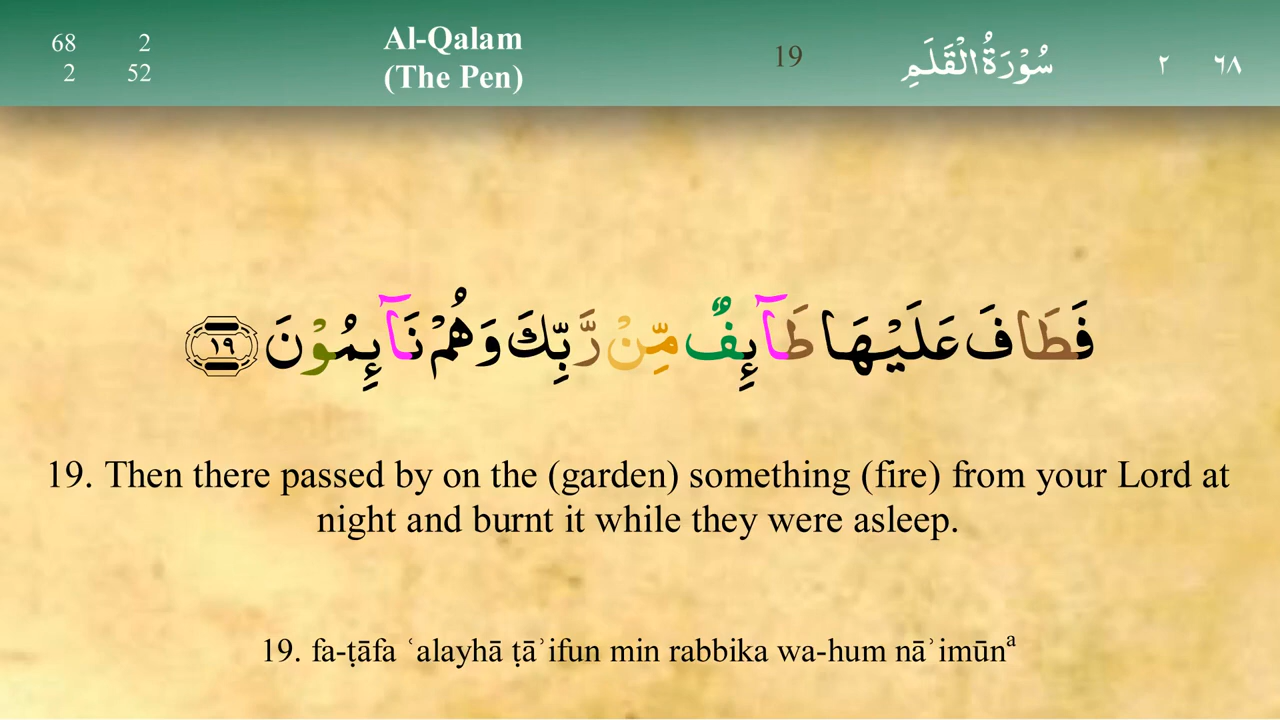 68 2
2 52
Al-Qalam
(The Pen)
19
سُوْرَةُ الْقَلَمِ
٢ ٦٨
فَطَافَ عَلَيْهَا طَآئِفٌ مِّنْ رَّبِّكَ وَهُمْ نَآئِمُوْنَ ١٩
19. Then there passed by on the (garden) something (fire) from your Lord at
night and burnt it while they were asleep.
19. fa-ṭāfa ʿalayhā ṭāʾifun min rabbika wa-hum nāʾimūnᵃ